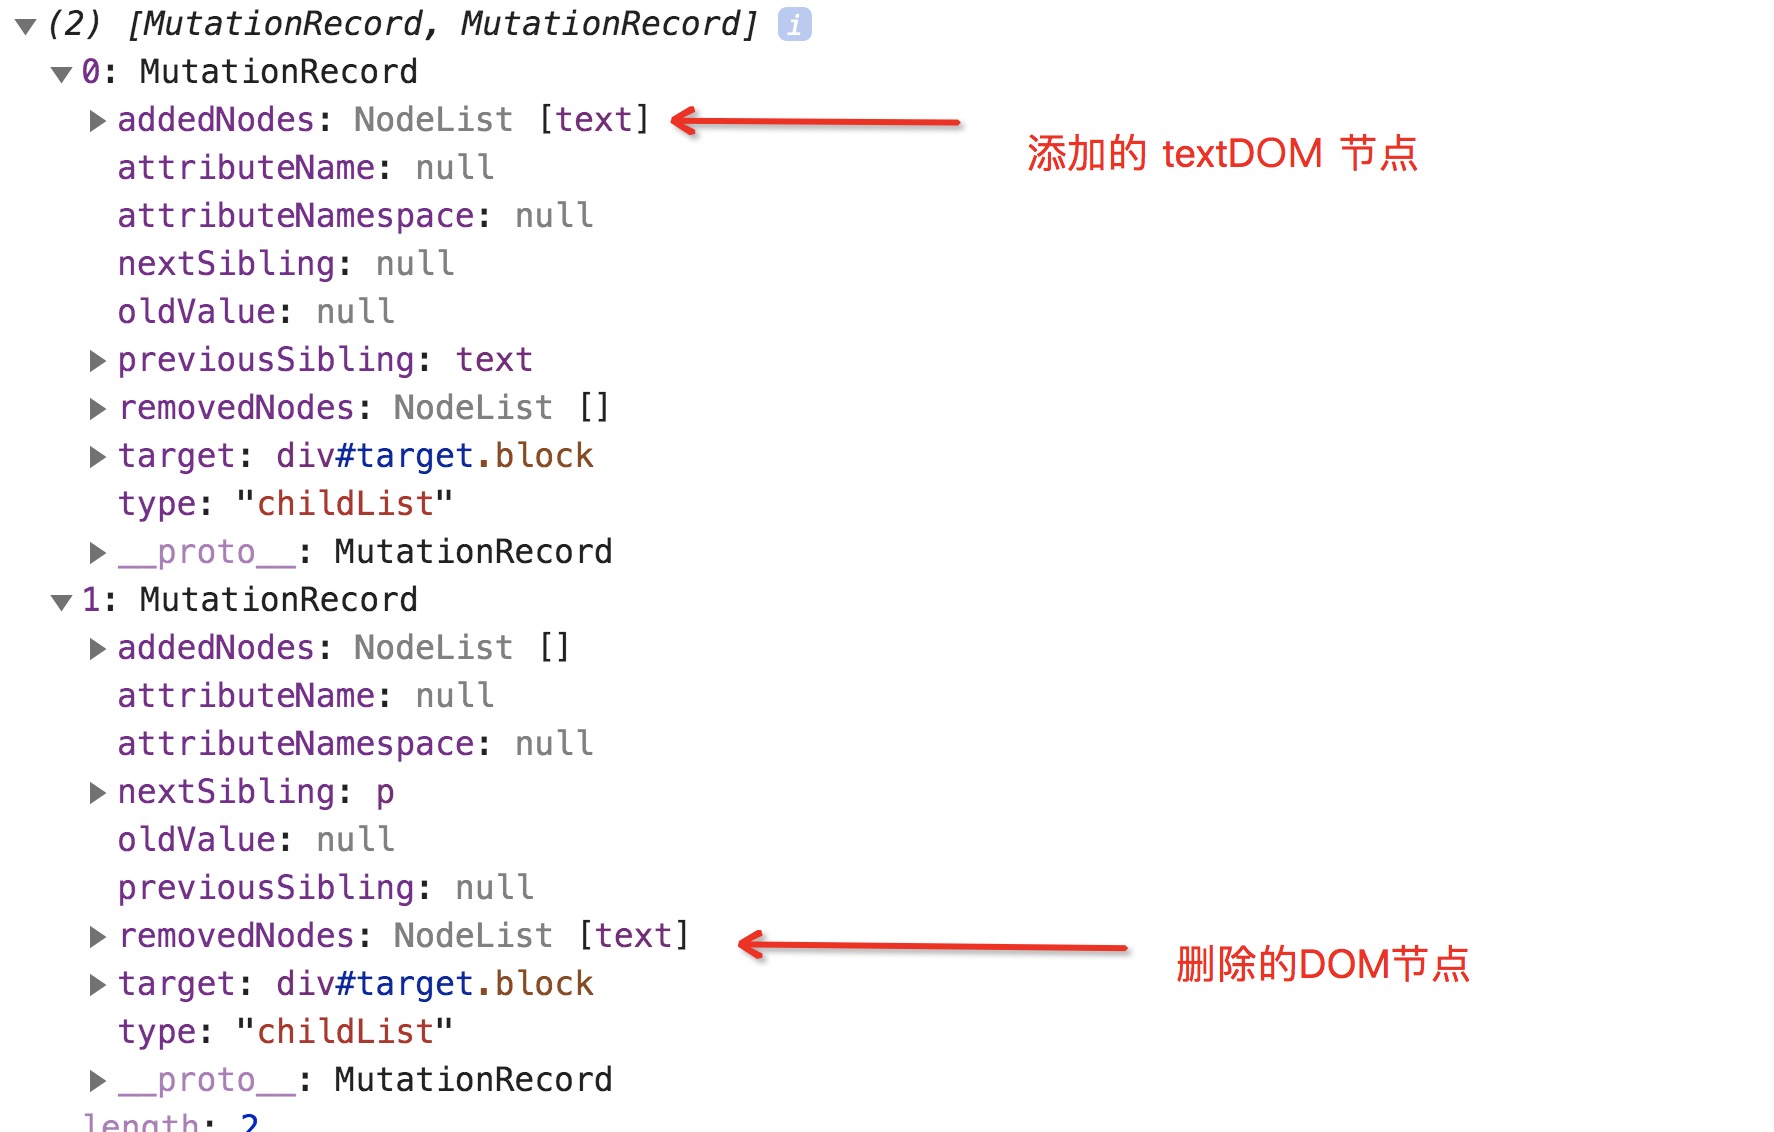 (2) [MutationRecord, MutationRecord] i
0: MutationRecord
addedNodes: NodeList [text]
添加的 textDOM 节点
attributeName: null
attributeNamespace: null
nextSibling: null
oldValue: null
previousSibling: text
removedNodes: NodeList []
target: div#target.block
type: "childList"
__proto__: MutationRecord
1: MutationRecord
addedNodes: NodeList []
attributeName: null
attributeNamespace: null
nextSibling: p
oldValue: null
previousSibling: null
removedNodes: NodeList [text]
删除的DOM节点
target: div#target.block
type: "childList"
__proto__: MutationRecord
length: 2